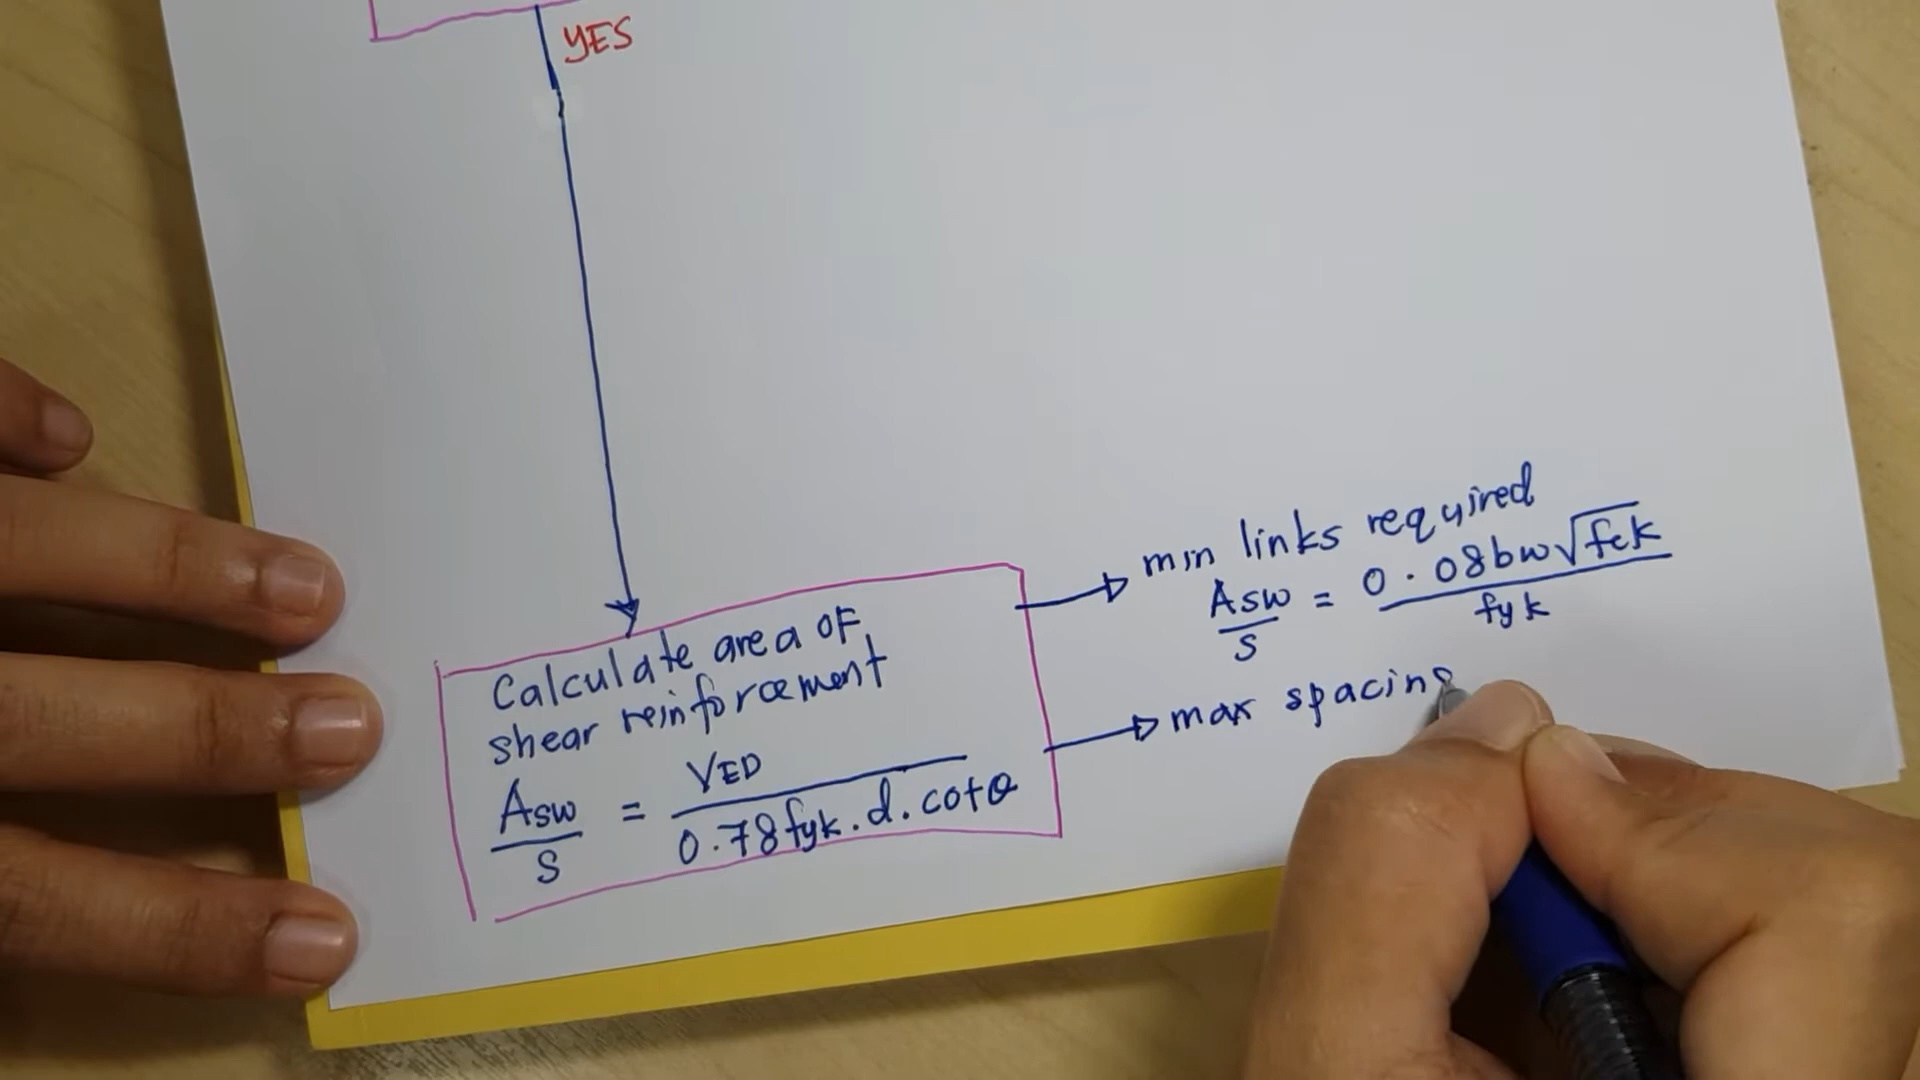 YES
Calculate area OF
shear reinforcement
Asw/s = VED / 0.78fyk.d.cotθ
min links required
Asw/s = 0.08bw√fck / fyk
max spacing